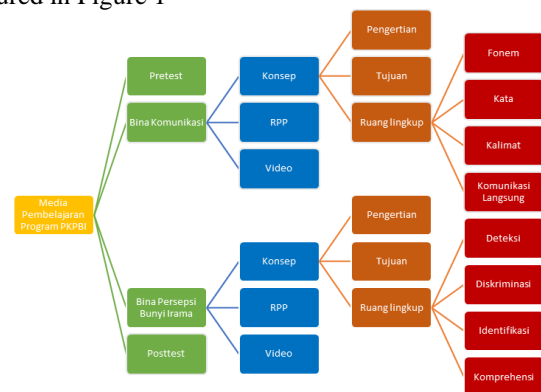 ured in Figure 1
Pengertian
Fonem
Pretest
Konsep
Tujuan
Kata
Bina Komunikasi
RPP
Ruang lingkup
Kalimat
Video
Komunikasi
Langsung
Media
Pembelajaran
Program PKPBI
Pengertian
Deteksi
Konsep
Tujuan
Diskriminasi
Bina Persepsi
Bunyi Irama
RPP
Ruang lingkup
Identifikasi
Posttest
Video
Komprehensi